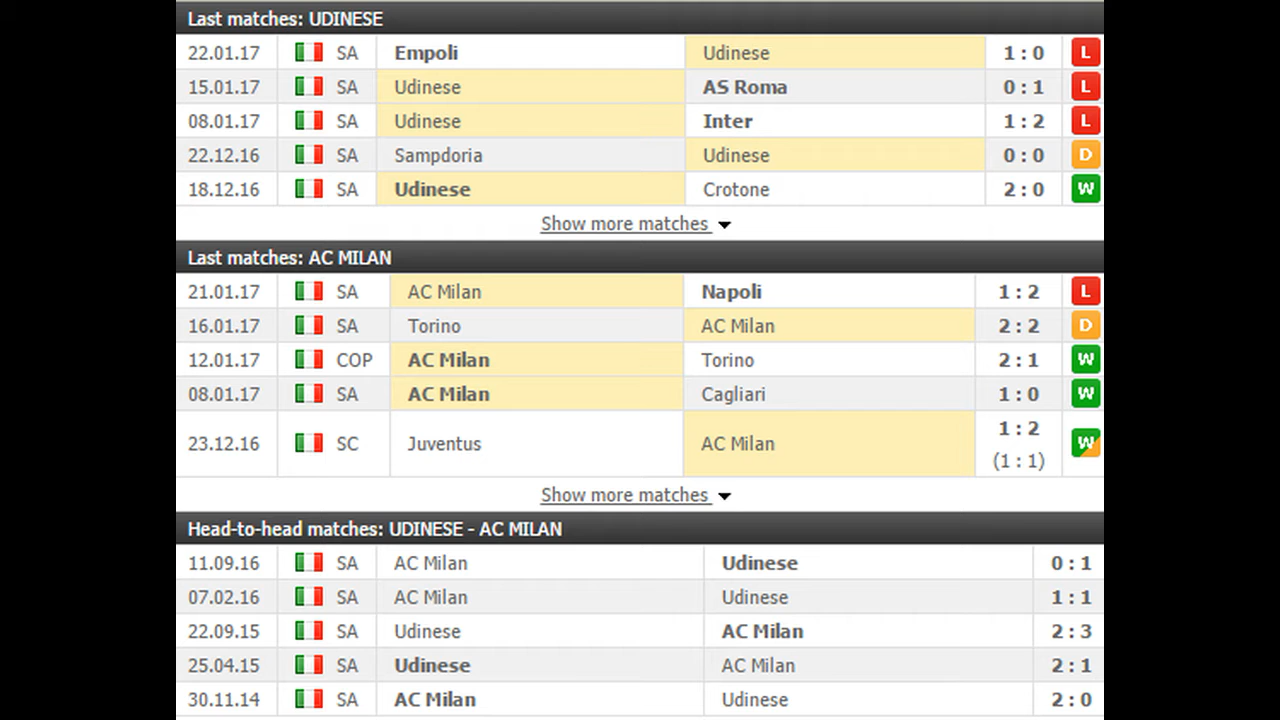 Last matches: UDINESE
22.01.17 SA Empoli Udinese 1 : 0 L
15.01.17 SA Udinese AS Roma 0 : 1 L
08.01.17 SA Udinese Inter 1 : 2 L
22.12.16 SA Sampdoria Udinese 0 : 0 D
18.12.16 SA Udinese Crotone 2 : 0 W
Show more matches
Last matches: AC MILAN
21.01.17 SA AC Milan Napoli 1 : 2 L
16.01.17 SA Torino AC Milan 2 : 2 D
12.01.17 COP AC Milan Torino 2 : 1 W
08.01.17 SA AC Milan Cagliari 1 : 0 W
23.12.16 SC Juventus AC Milan 1 : 2 W
(1 : 1)
Show more matches
Head-to-head matches: UDINESE - AC MILAN
11.09.16 SA AC Milan Udinese 0 : 1
07.02.16 SA AC Milan Udinese 1 : 1
22.09.15 SA Udinese AC Milan 2 : 3
25.04.15 SA Udinese AC Milan 2 : 1
30.11.14 SA AC Milan Udinese 2 : 0